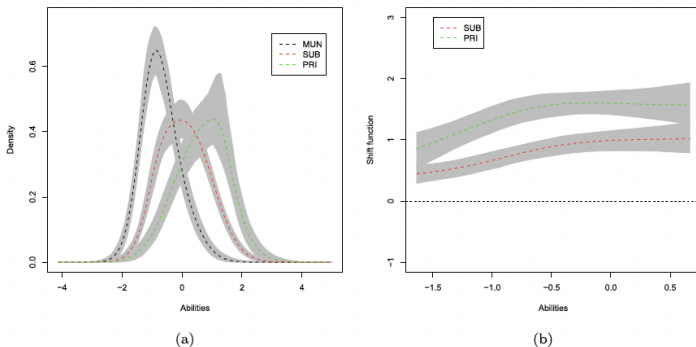 MUN
SUB
PRI
Density
0.0
0.2
0.4
0.6
−4
−2
0
2
4
Abilities
(a)
SUB
PRI
Shift function
−1
0
1
2
3
−1.5
−1.0
−0.5
0.0
0.5
Abilities
(b)